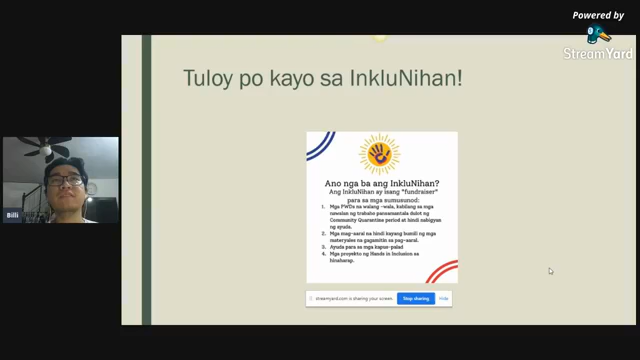 Powered by
StreamYard
Tuloy po kayo sa InkluNihan!
Ano nga ba ang InkluNihan?
Ang InkluNihan ay isang "fundraiser"
para sa mga sumusunod:
1. Mga PWDs na walang -wala, kabilang sa mga
nawalan ng trabaho pansamantala dulot ng
Community Quarantine period at hindi nabigyan
ng ayuda.
2. Mga mag-aaral na hindi kayang bumili ng mga
materyales na gagamitin sa pag-aaral.
3. Ayuda para sa mga kapus-palad
4. Mga proyekto ng Hands in Inclusion sa
hinaharap.
Billi
streamyard.com is sharing your screen.
Stop sharing
Hide